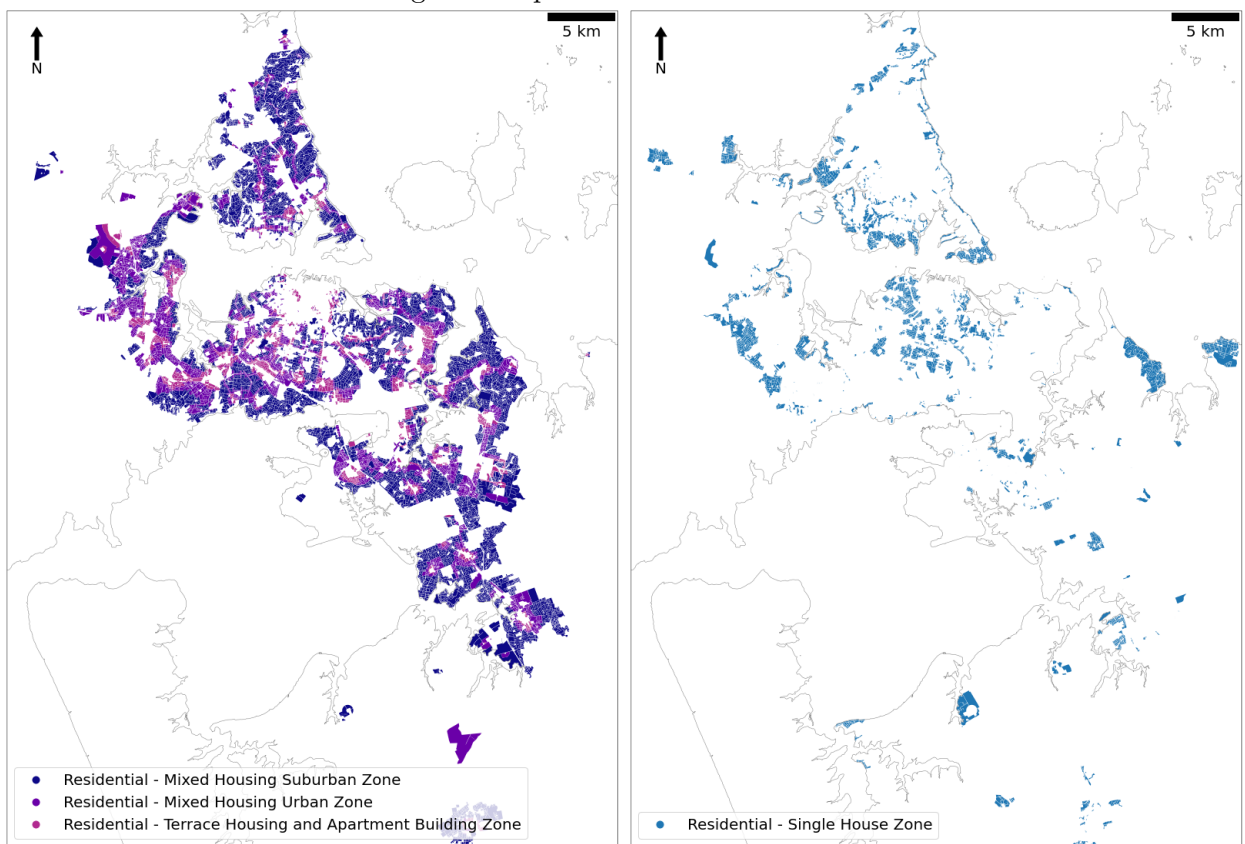 5 km
N
Residential - Mixed Housing Suburban Zone
Residential - Mixed Housing Urban Zone
Residential - Terrace Housing and Apartment Building Zone
5 km
N
Residential - Single House Zone